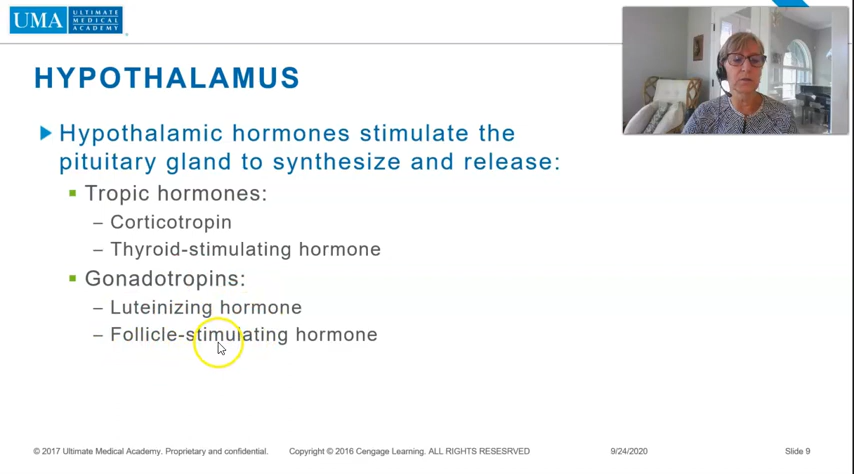 UMA ULTIMATE
MEDICAL
ACADEMY
HYPOTHALAMUS
Hypothalamic hormones stimulate the
pituitary gland to synthesize and release:
Tropic hormones:
– Corticotropin
– Thyroid-stimulating hormone
Gonadotropins:
– Luteinizing hormone
– Follicle-stimulating hormone
© 2017 Ultimate Medical Academy. Proprietary and confidential. Copyright © 2016 Cengage Learning. ALL RIGHTS RESESRVED 9/24/2020 Slide 9